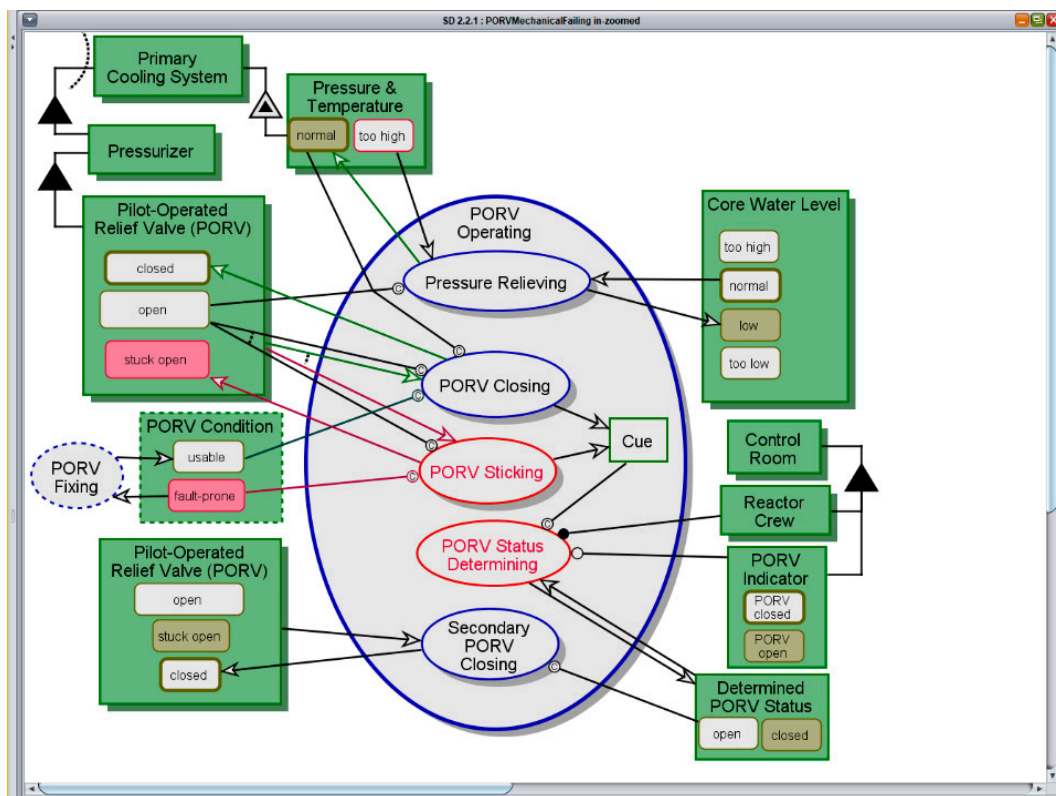 SD 2.2.1 : PORVMechanicalFailing in-zoomed
Primary
Cooling System
Pressure &
Temperature
normal
too high
Pressurizer
Pilot-Operated
Relief Valve (PORV)
closed
open
stuck open
PORV
Operating
Pressure Relieving
c
Core Water Level
too high
normal
low
too low
c
PORV Closing
c
c
PORV Condition
usable
fault-prone
PORV
Fixing
c
PORV Sticking
c
Cue
Control
Room
Reactor
Crew
c
PORV Status
Determining
PORV
Indicator
PORV
closed
PORV
open
Pilot-Operated
Relief Valve (PORV)
open
stuck open
closed
Secondary
PORV
Closing
c
Determined
PORV Status
open
closed